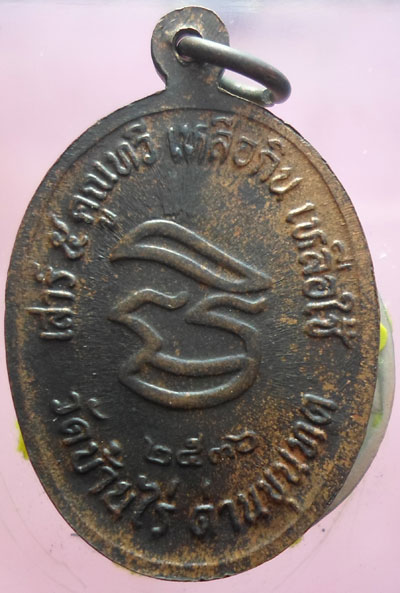 เสาร์ ๕ คูณทวี เหลือกิน เหลือใช้
๒๕๓๖
วัดบ้านไร่ ด่านขุนทด